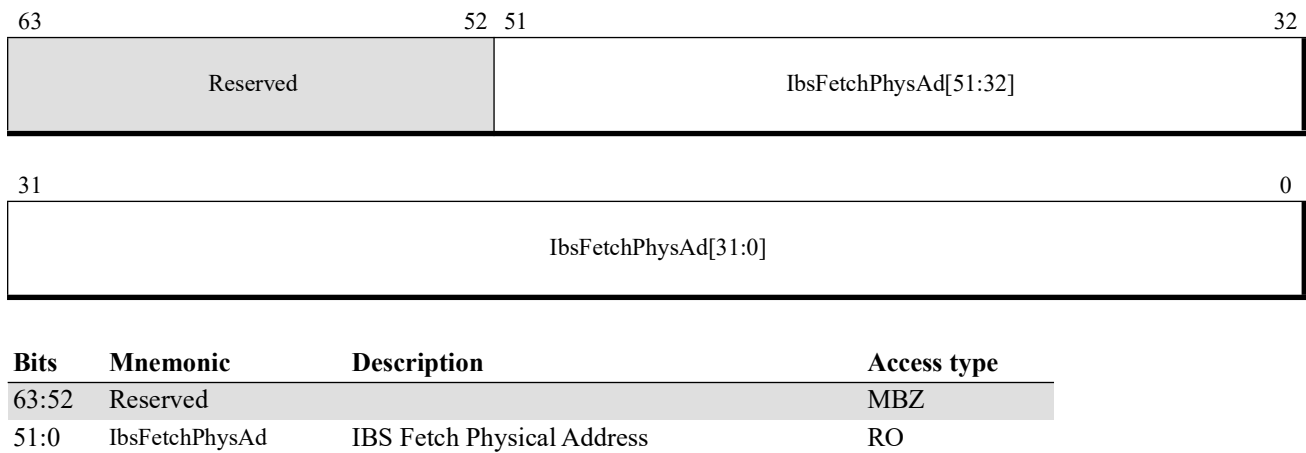 63 52 51 32
Reserved IbsFetchPhysAd[51:32]
31 0
IbsFetchPhysAd[31:0]
Bits Mnemonic Description Access type
63:52 Reserved MBZ
51:0 IbsFetchPhysAd IBS Fetch Physical Address RO